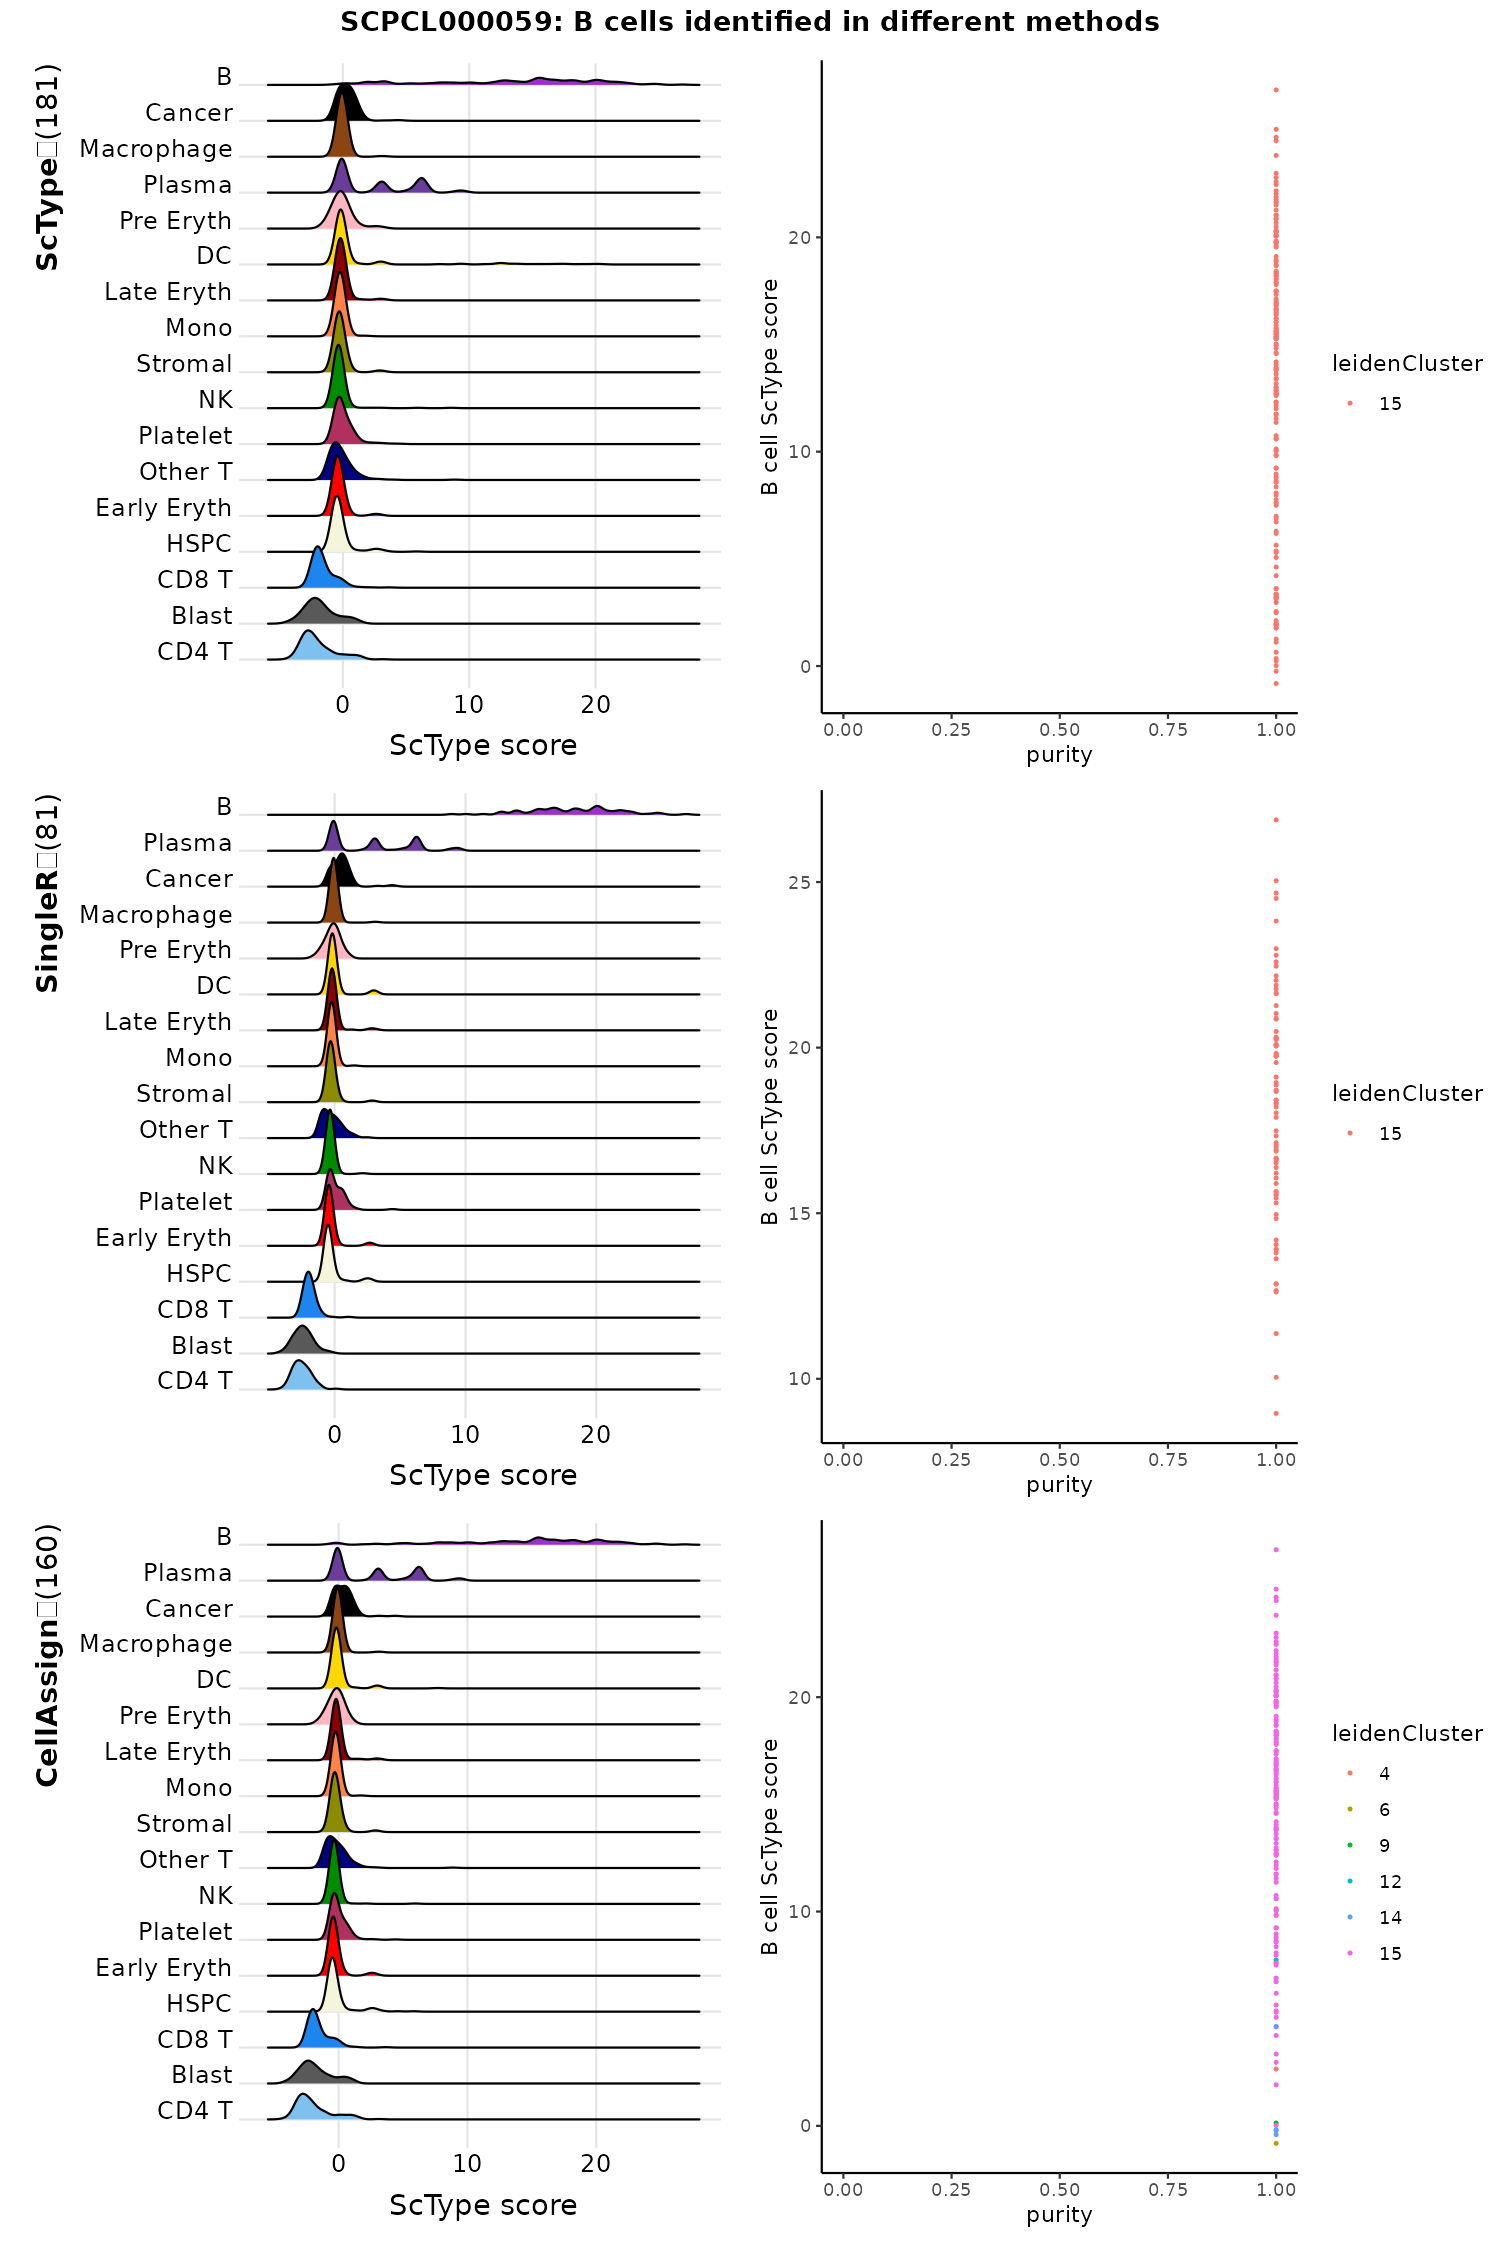 SCPCL000059: B cells identified in different methods
ScType□(181)
B
Cancer
Macrophage
Plasma
Pre Eryth
DC
Late Eryth
Mono
Stromal
NK
Platelet
Other T
Early Eryth
HSPC
CD8 T
Blast
CD4 T
0 10 20
ScType score
B cell ScType score
20
10
0
0.00 0.25 0.50 0.75 1.00
purity
leidenCluster
15
SingleR□(81)
B
Plasma
Cancer
Macrophage
Pre Eryth
DC
Late Eryth
Mono
Stromal
Other T
NK
Platelet
Early Eryth
HSPC
CD8 T
Blast
CD4 T
0 10 20
ScType score
B cell ScType score
25
20
15
10
0.00 0.25 0.50 0.75 1.00
purity
leidenCluster
15
CellAssign□(160)
B
Plasma
Cancer
Macrophage
DC
Pre Eryth
Late Eryth
Mono
Stromal
Other T
NK
Platelet
Early Eryth
HSPC
CD8 T
Blast
CD4 T
0 10 20
ScType score
B cell ScType score
20
10
0
0.00 0.25 0.50 0.75 1.00
purity
leidenCluster
4
6
9
12
14
15